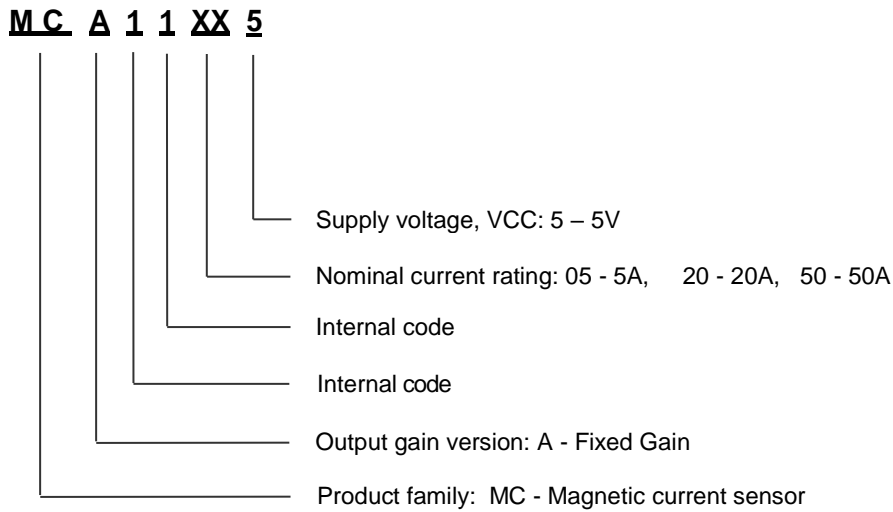 M C A 1 1 XX 5
Supply voltage, VCC: 5 – 5V
Nominal current rating: 05 - 5A, 20 - 20A, 50 - 50A
Internal code
Internal code
Output gain version: A - Fixed Gain
Product family: MC - Magnetic current sensor